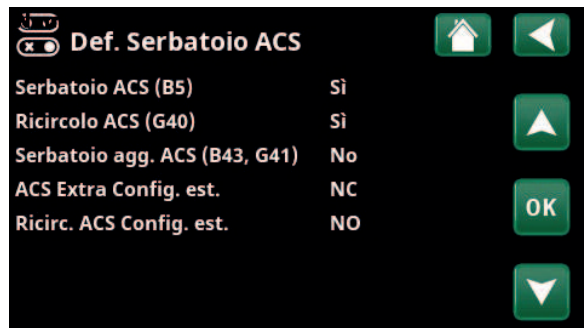 Def. Serbatoio ACS
Serbatoio ACS (B5) Sì
Ricircolo ACS (G40) Sì
Serbatoio agg. ACS (B43, G41) No
ACS Extra Config. est. NC
Ricirc. ACS Config. est. NO
OK